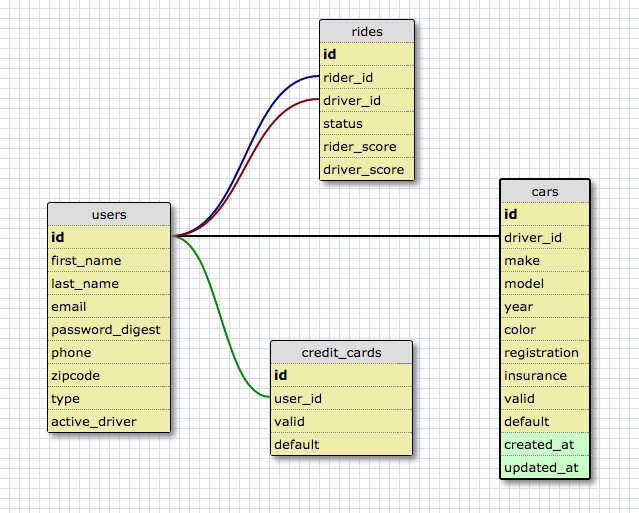 rides
id
rider_id
driver_id
status
rider_score
driver_score
cars
id
driver_id
make
model
year
color
registration
insurance
valid
default
created_at
updated_at
users
id
first_name
last_name
email
password_digest
phone
zipcode
type
active_driver
credit_cards
id
user_id
valid
default